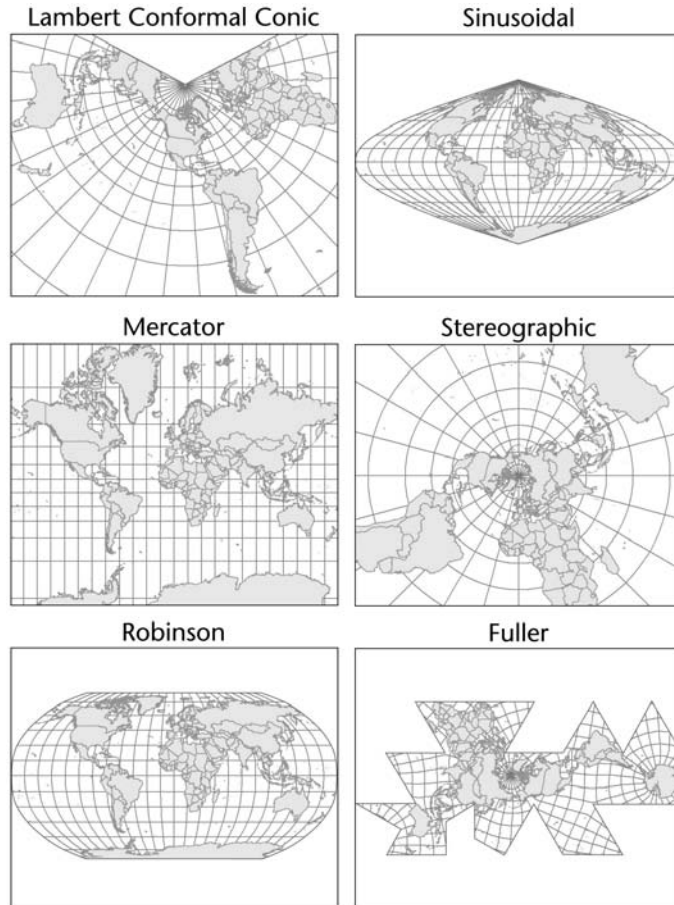 Lambert Conformal Conic
Sinusoidal
Mercator
Stereographic
Robinson
Fuller